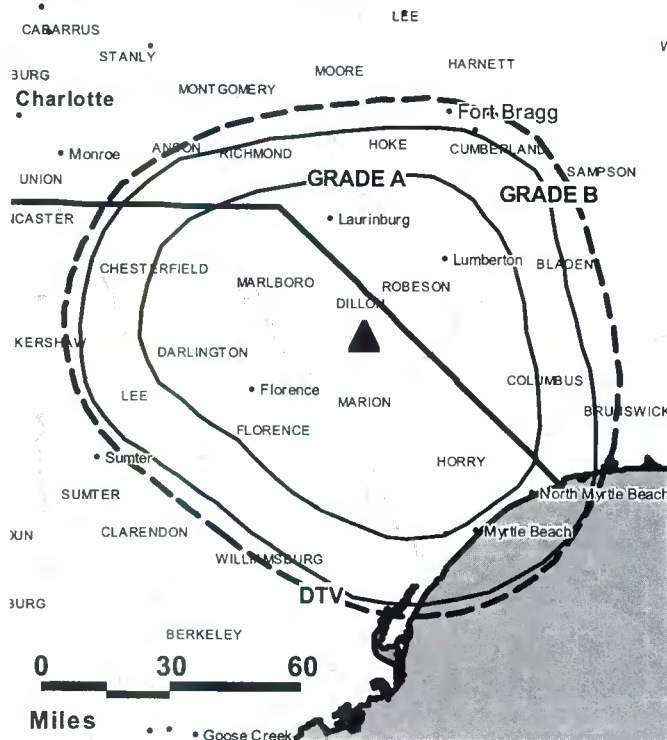 LEE
CABARRUS
STANLY
HARNETT
BURG
MOORE
MONTGOMERY
Charlotte
Fort Bragg
Monroe
ANSON
RICHMOND
HOKE
CUMBERLAND
UNION
GRADE A
GRADE B
SAMPSON
NCASTER
Laurinburg
Lumberton
BLADEN
CHESTERFIELD
MARLBORO
ROBESON
DILLON
KERSHAW
DARLINGTON
COLUMBUS
LEE
Florence
MARION
BRUNSWICK
FLORENCE
Sumter
HORRY
SUMTER
North Myrtle Beach
CLARENDON
Myrtle Beach
WILLIAMSBURG
DTV
BURG
BERKELEY
0 30 60
Miles
Goose Creek